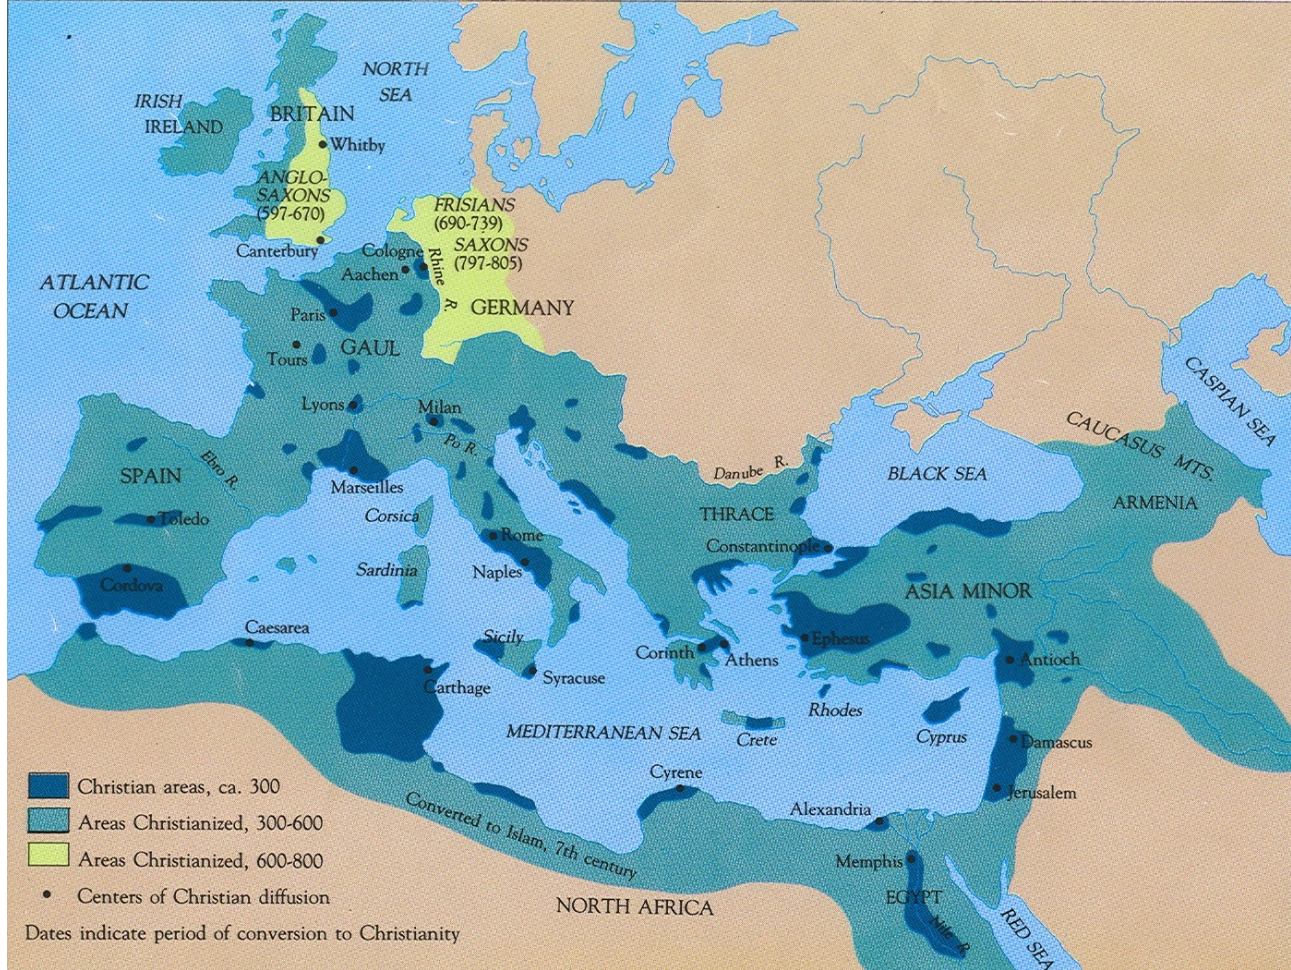 NORTH
SEA
IRISH
IRELAND
BRITAIN
Whitby
ANGLO-
SAXONS
(597-670)
FRISIANS
(690-739)
Canterbury
Cologne
SAXONS
(797-805)
Aachen
Rhine R.
ATLANTIC
OCEAN
GERMANY
Paris
GAUL
Tours
CASPIAN SEA
Lyons
Milan
Po R.
CAUCASUS MTS.
Ebro R.
SPAIN
Danube R.
BLACK SEA
Marseilles
ARMENIA
Corsica
THRACE
Toledo
Rome
Constantinople
Sardinia
Naples
Cordova
ASIA MINOR
Caesarea
Sicily
Ephesus
Corinth
Athens
Antioch
Carthage
Syracuse
Rhodes
MEDITERRANEAN SEA
Crete
Cyprus
Damascus
Cyrene
Jerusalem
Alexandria
Converted to Islam, 7th century
Memphis
EGYPT
NORTH AFRICA
Nile R.
RED SEA
Christian areas, ca. 300
Areas Christianized, 300-600
Areas Christianized, 600-800
Centers of Christian diffusion
Dates indicate period of conversion to Christianity